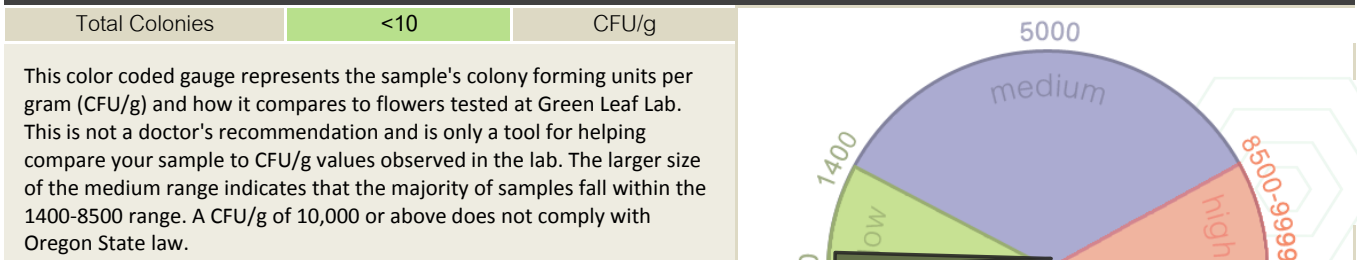 Total Colonies <10 CFU/g
This color coded gauge represents the sample's colony forming units per
gram (CFU/g) and how it compares to flowers tested at Green Leaf Lab.
This is not a doctor's recommendation and is only a tool for helping
compare your sample to CFU/g values observed in the lab. The larger size
of the medium range indicates that the majority of samples fall within the
1400-8500 range. A CFU/g of 10,000 or above does not comply with
Oregon State law.
5000
medium
1400
8500-9999
low
high